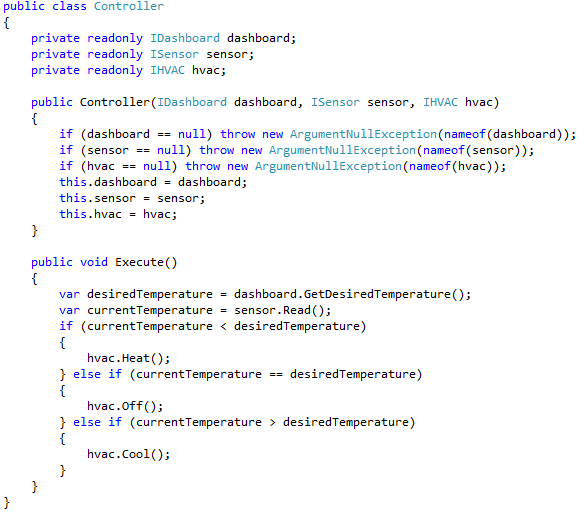 public class Controller
{
    private readonly IDashboard dashboard;
    private readonly ISensor sensor;
    private readonly IHVAC hvac;

    public Controller(IDashboard dashboard, ISensor sensor, IHVAC hvac)
    {
        if (dashboard == null) throw new ArgumentNullException(nameof(dashboard));
        if (sensor == null) throw new ArgumentNullException(nameof(sensor));
        if (hvac == null) throw new ArgumentNullException(nameof(hvac));
        this.dashboard = dashboard;
        this.sensor = sensor;
        this.hvac = hvac;
    }

    public void Execute()
    {
        var desiredTemperature = dashboard.GetDesiredTemperature();
        var currentTemperature = sensor.Read();
        if (currentTemperature < desiredTemperature)
        {
            hvac.Heat();
        } else if (currentTemperature == desiredTemperature)
        {
            hvac.Off();
        } else if (currentTemperature > desiredTemperature)
        {
            hvac.Cool();
        }
    }
}